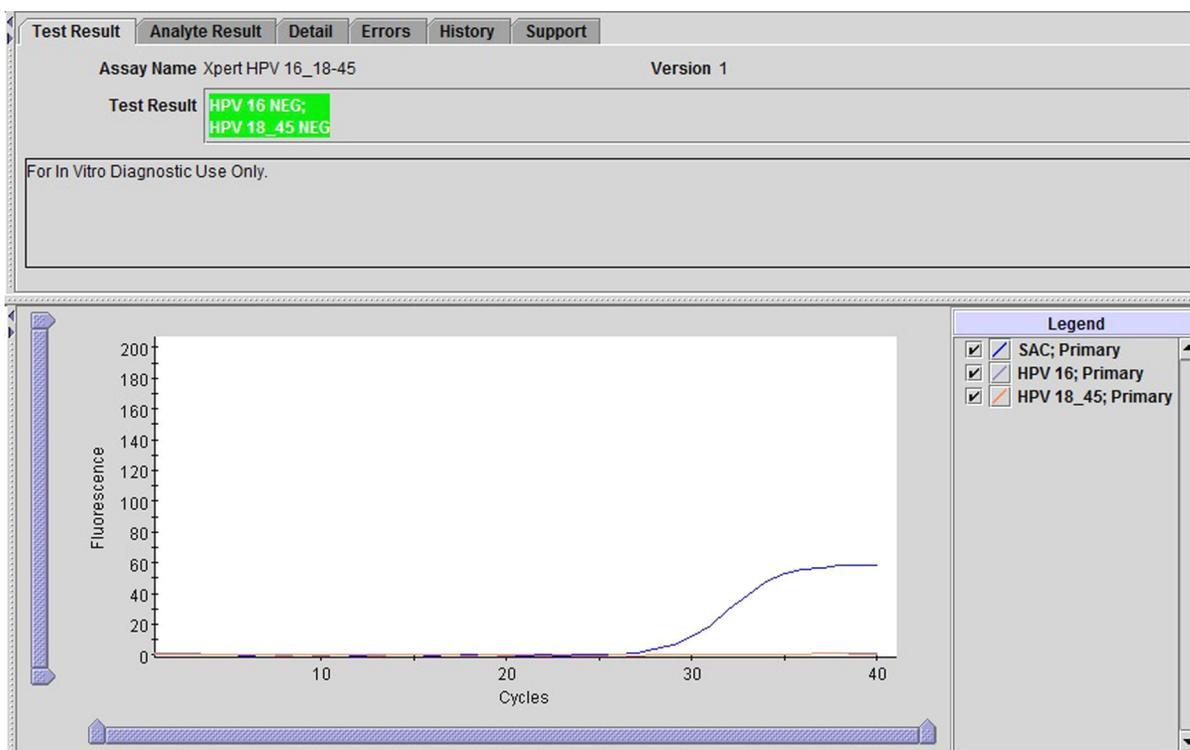 Test Result Analyte Result Detail Errors History Support
Assay Name Xpert HPV 16_18-45 Version 1
Test Result HPV 16 NEG;
HPV 18_45 NEG
For In Vitro Diagnostic Use Only.
Legend
SAC; Primary
HPV 16; Primary
HPV 18_45; Primary
Fluorescence
200
180
160
140
120
100
80
60
40
20
0
10 20 30 40
Cycles